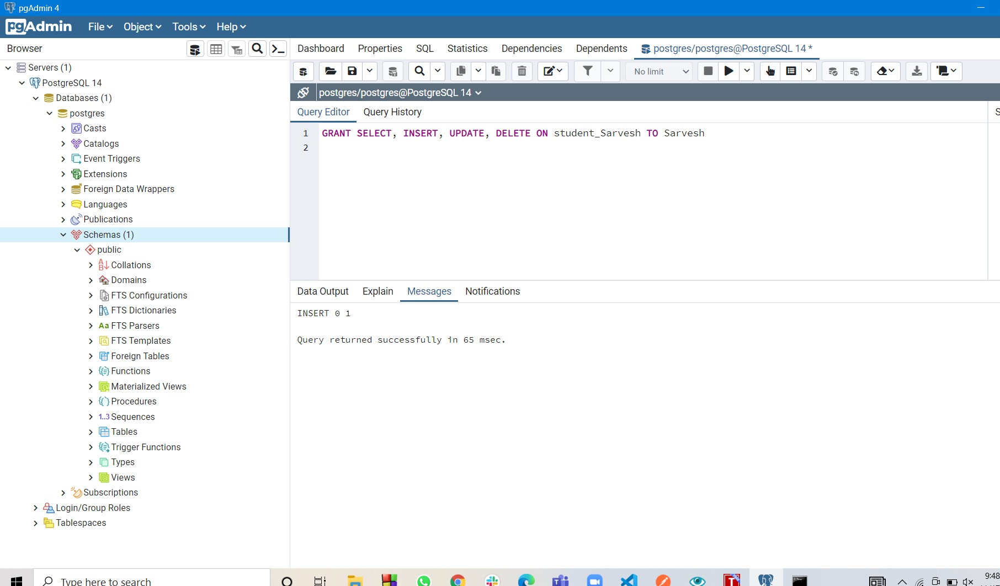 pgAdmin 4
pgAdmin File Object Tools Help
Browser
Dashboard Properties SQL Statistics Dependencies Dependents postgres/postgres@PostgreSQL 14 *
No limit
postgres/postgres@PostgreSQL 14
Query Editor Query History
1 GRANT SELECT, INSERT, UPDATE, DELETE ON student_Sarvesh TO Sarvesh
2
Servers (1)
PostgreSQL 14
Databases (1)
postgres
Casts
Catalogs
Event Triggers
Extensions
Foreign Data Wrappers
Languages
Publications
Schemas (1)
public
Collations
Domains
FTS Configurations
FTS Dictionaries
Aa FTS Parsers
FTS Templates
Foreign Tables
Functions
Materialized Views
Procedures
1..3 Sequences
Tables
Trigger Functions
Types
Views
Subscriptions
Login/Group Roles
Tablespaces
Data Output Explain Messages Notifications
INSERT 0 1
Query returned successfully in 65 msec.
Type here to search
9:48